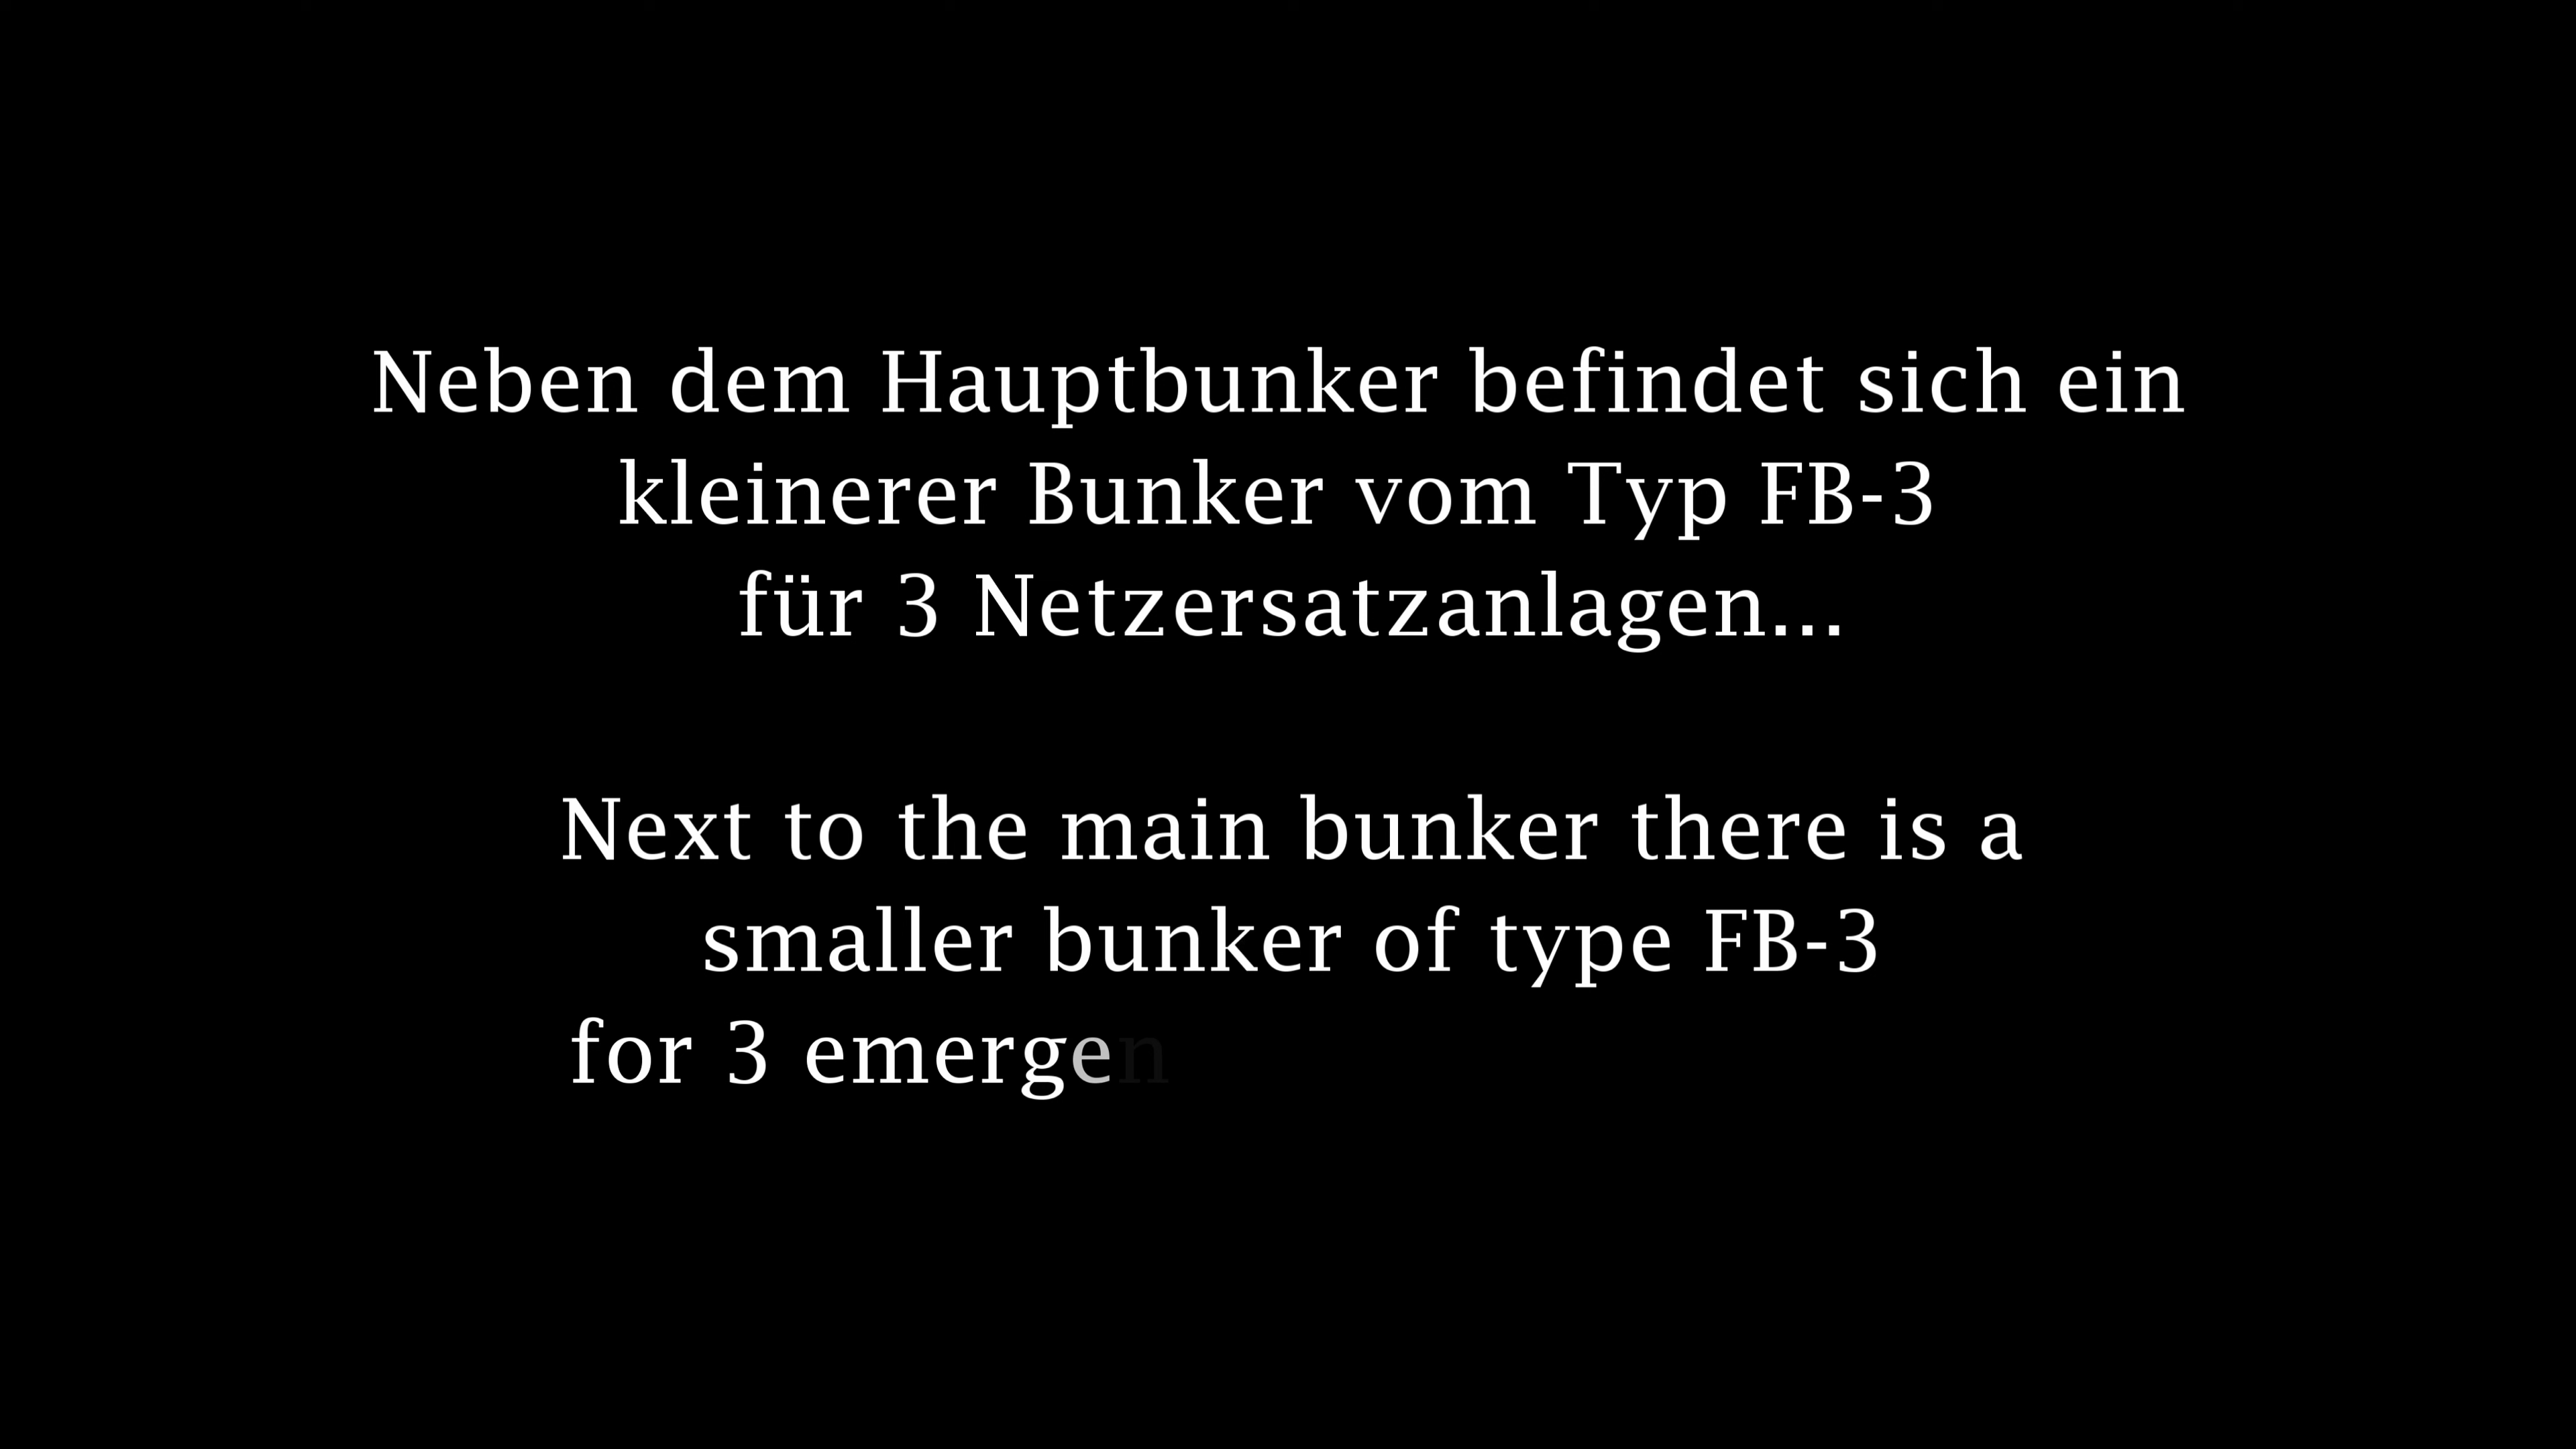 Neben dem Hauptbunker befindet sich ein
kleinerer Bunker vom Typ FB-3
für 3 Netzersatzanlagen...
Next to the main bunker there is a
smaller bunker of type FB-3
for 3 emergen